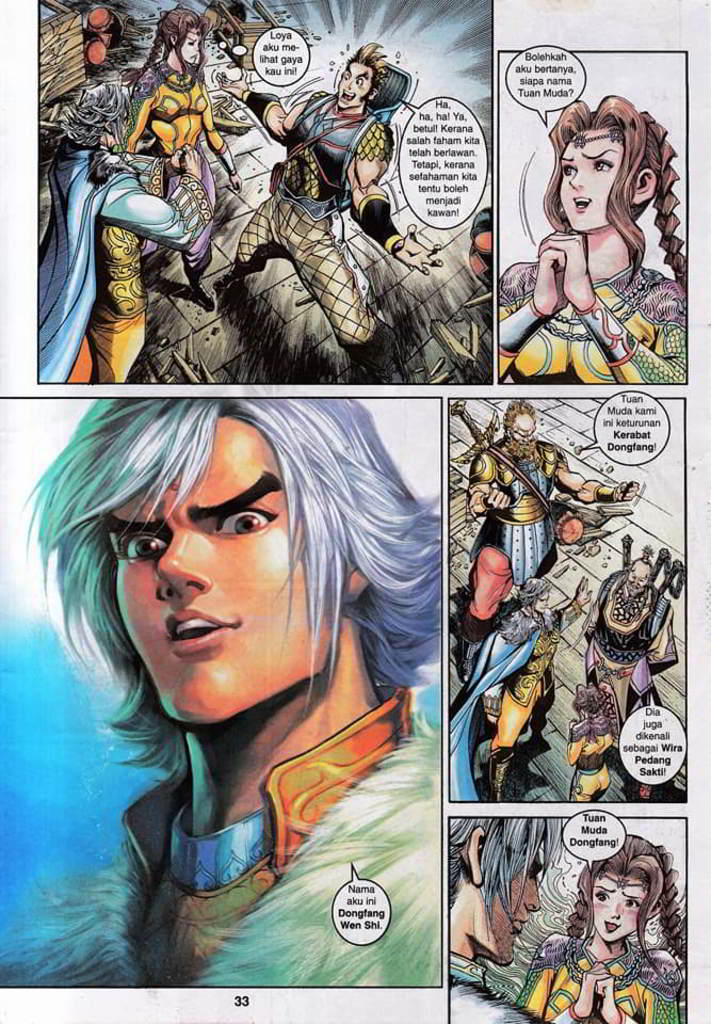 Loya
aku me-
lihat gaya
kau ini!
Ha,
ha, ha! Ya,
betul! Kerana
salah faham kita
telah berlawan.
Tetapi, kerana
sefahaman kita
tentu boleh
menjadi
kawan!
Bolehkah
aku bertanya,
siapa nama
Tuan Muda?
Nama
aku ini
Dongfang
Wen Shi.
Tuan
Muda kami
ini keturunan
Kerabat
Dongfang!
Dia
juga
dikenali
sebagai Wira
Pedang
Sakti!
Tuan
Muda
Dongfang!
33